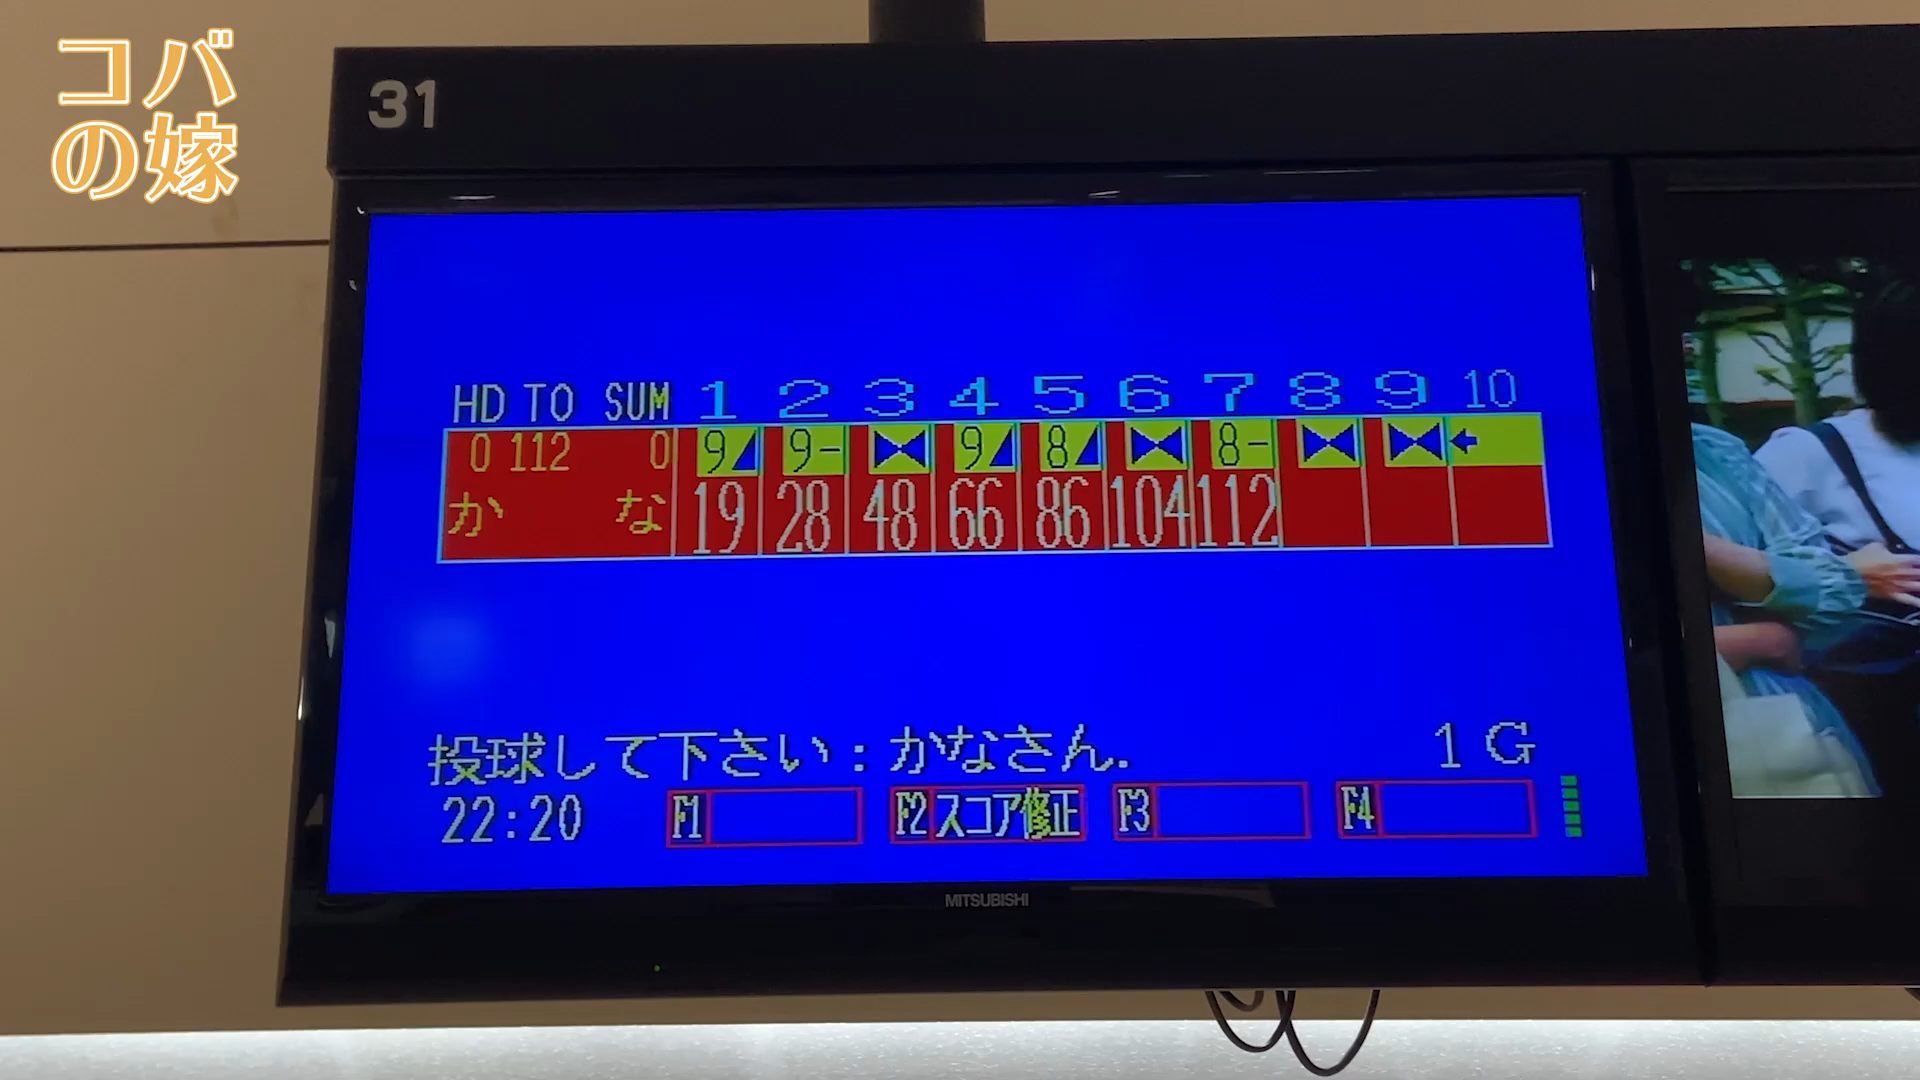 コバ
の嫁
31
HD TO SUM 1 2 3 4 5 6 7 8 9 10
0 112 0 9 9- 9 8 8-
かな 19 28 48 66 86 104 112
投球して下さい:かなさん. 1G
22:20 F1 F2 スコア修正 F3 F4
MITSUBISHI